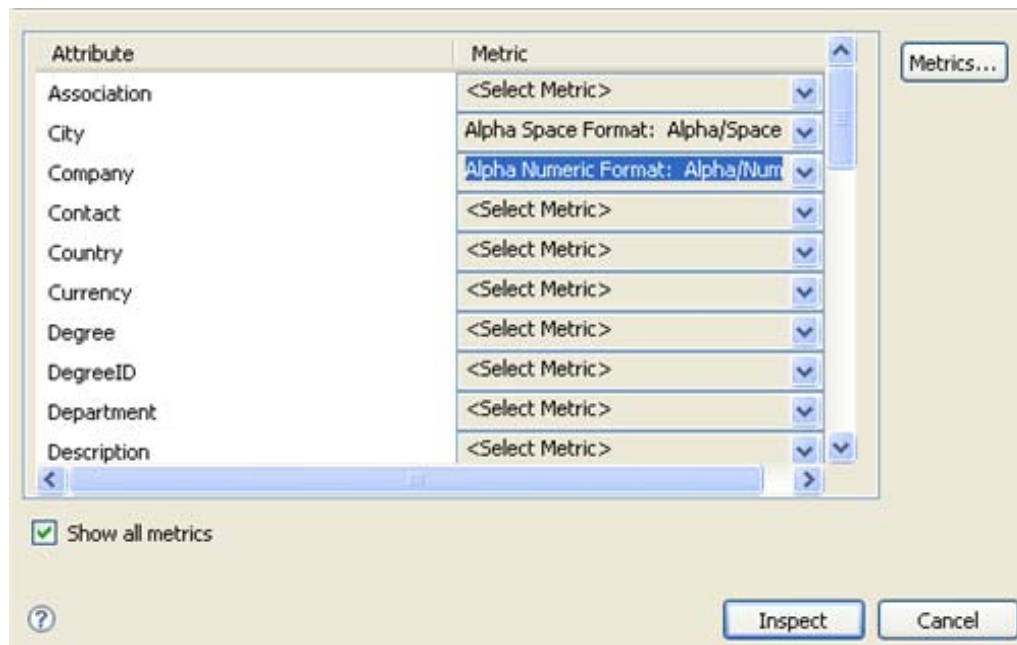 Attribute Metric
Metrics...
Association <Select Metric>
City Alpha Space Format: Alpha/Space
Company Alpha Numeric Format: Alpha/Num
Contact <Select Metric>
Country <Select Metric>
Currency <Select Metric>
Degree <Select Metric>
DegreeID <Select Metric>
Department <Select Metric>
Description <Select Metric>
Show all metrics
? Inspect Cancel